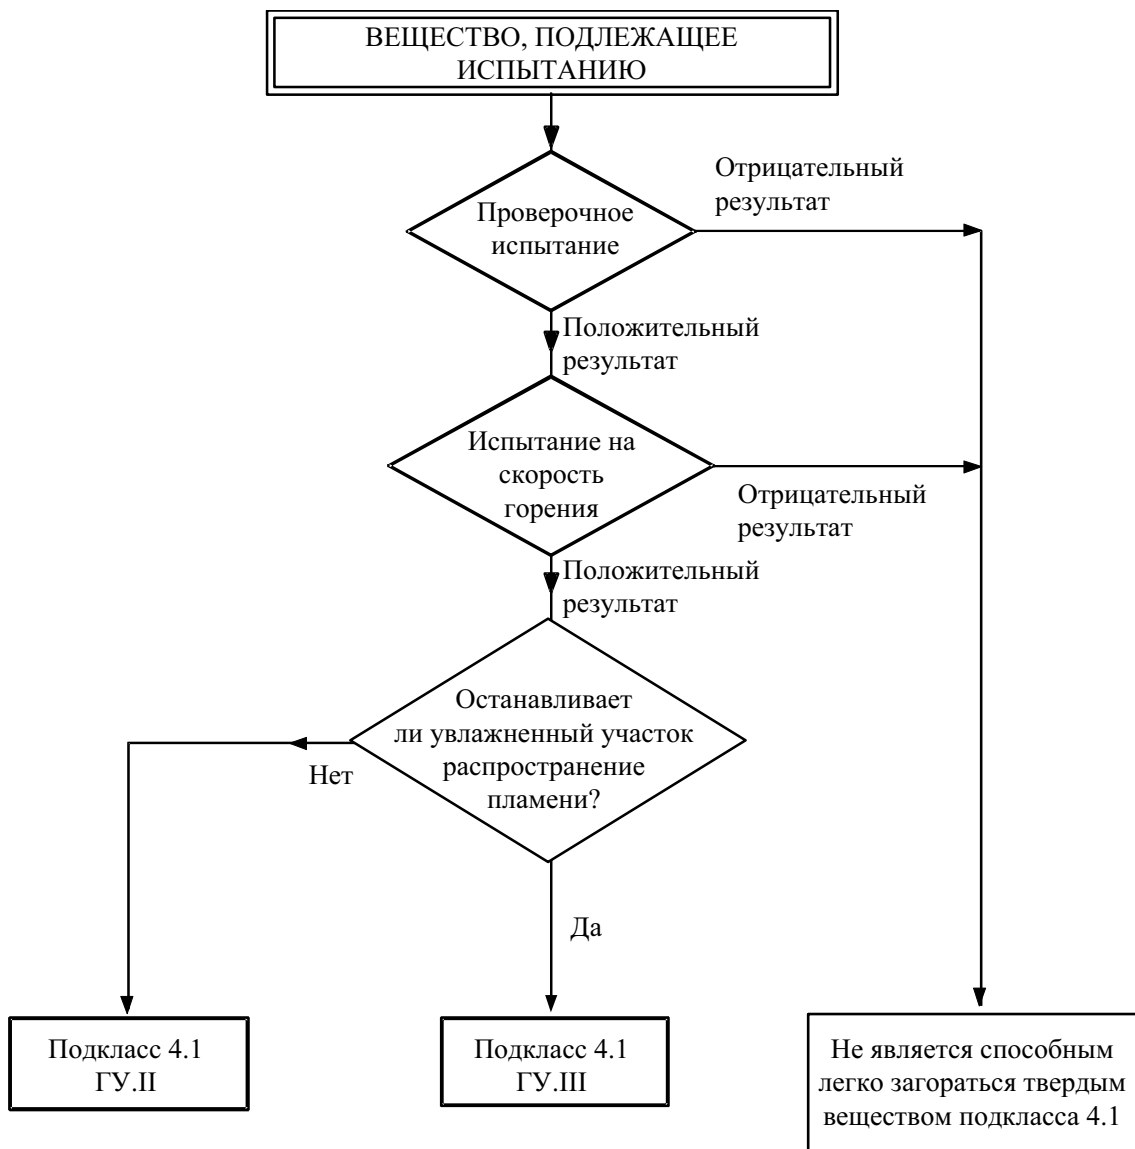 ВЕЩЕСТВО, ПОДЛЕЖАЩЕЕ
ИСПЫТАНИЮ
Отрицательный
результат
Проверочное
испытание
Положительный
результат
Испытание на
скорость
горения
Отрицательный
результат
Положительный
результат
Останавливает
ли увлажненный участок
распространение
пламени?
Нет
Да
Подкласс 4.1
ГУ.II
Подкласс 4.1
ГУ.III
Не является способным
легко загораться твердым
веществом подкласса 4.1